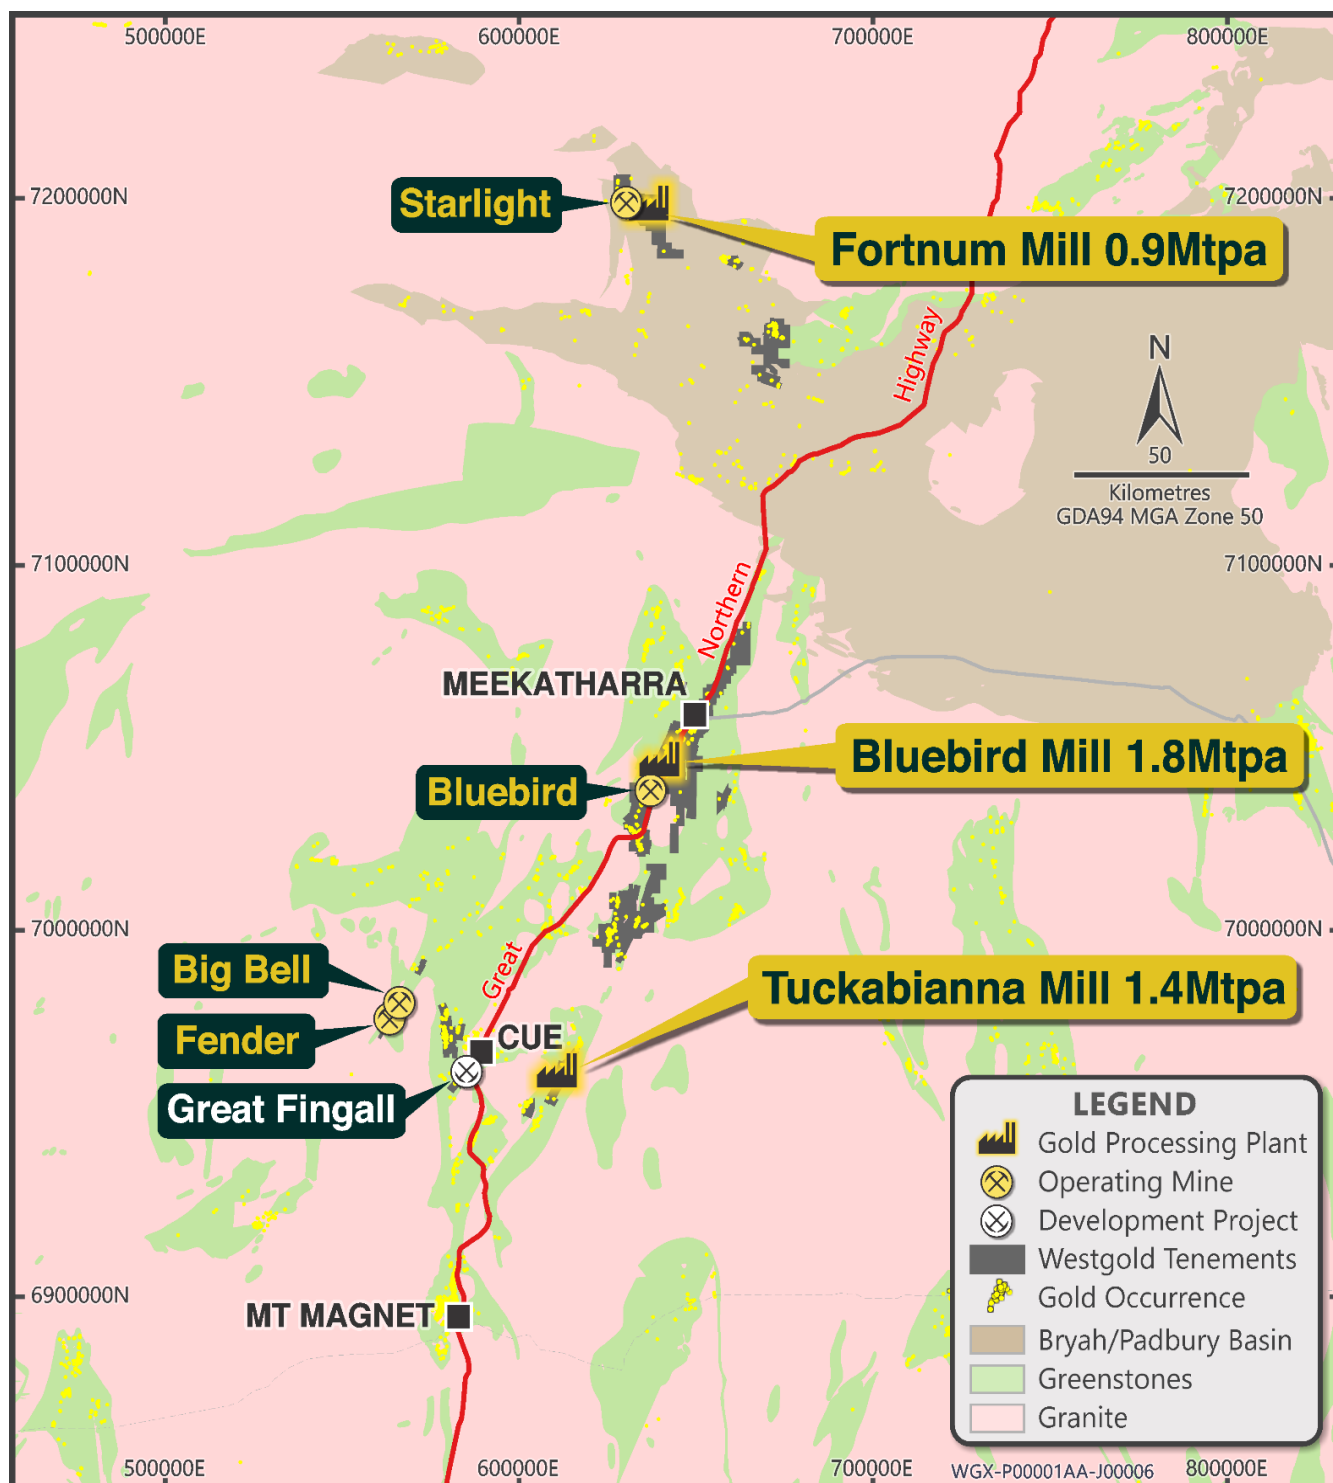 500000E 600000E 700000E 800000E
7200000N 7200000N
Starlight
Fortnum Mill 0.9Mtpa
Highway
N
50
Kilometres
GDA94 MGA Zone 50
7100000N 7100000N
Northern
MEEKATHARRA
Bluebird Mill 1.8Mtpa
Bluebird
7000000N 7000000N
Great
Big Bell
Tuckabianna Mill 1.4Mtpa
Fender
CUE
Great Fingall
LEGEND
Gold Processing Plant
Operating Mine
Development Project
Westgold Tenements
Gold Occurrence
Bryah/Padbury Basin
Greenstones
Granite
6900000N
MT MAGNET
500000E 600000E 700000E 800000E
WGX-P00001AA-J00006